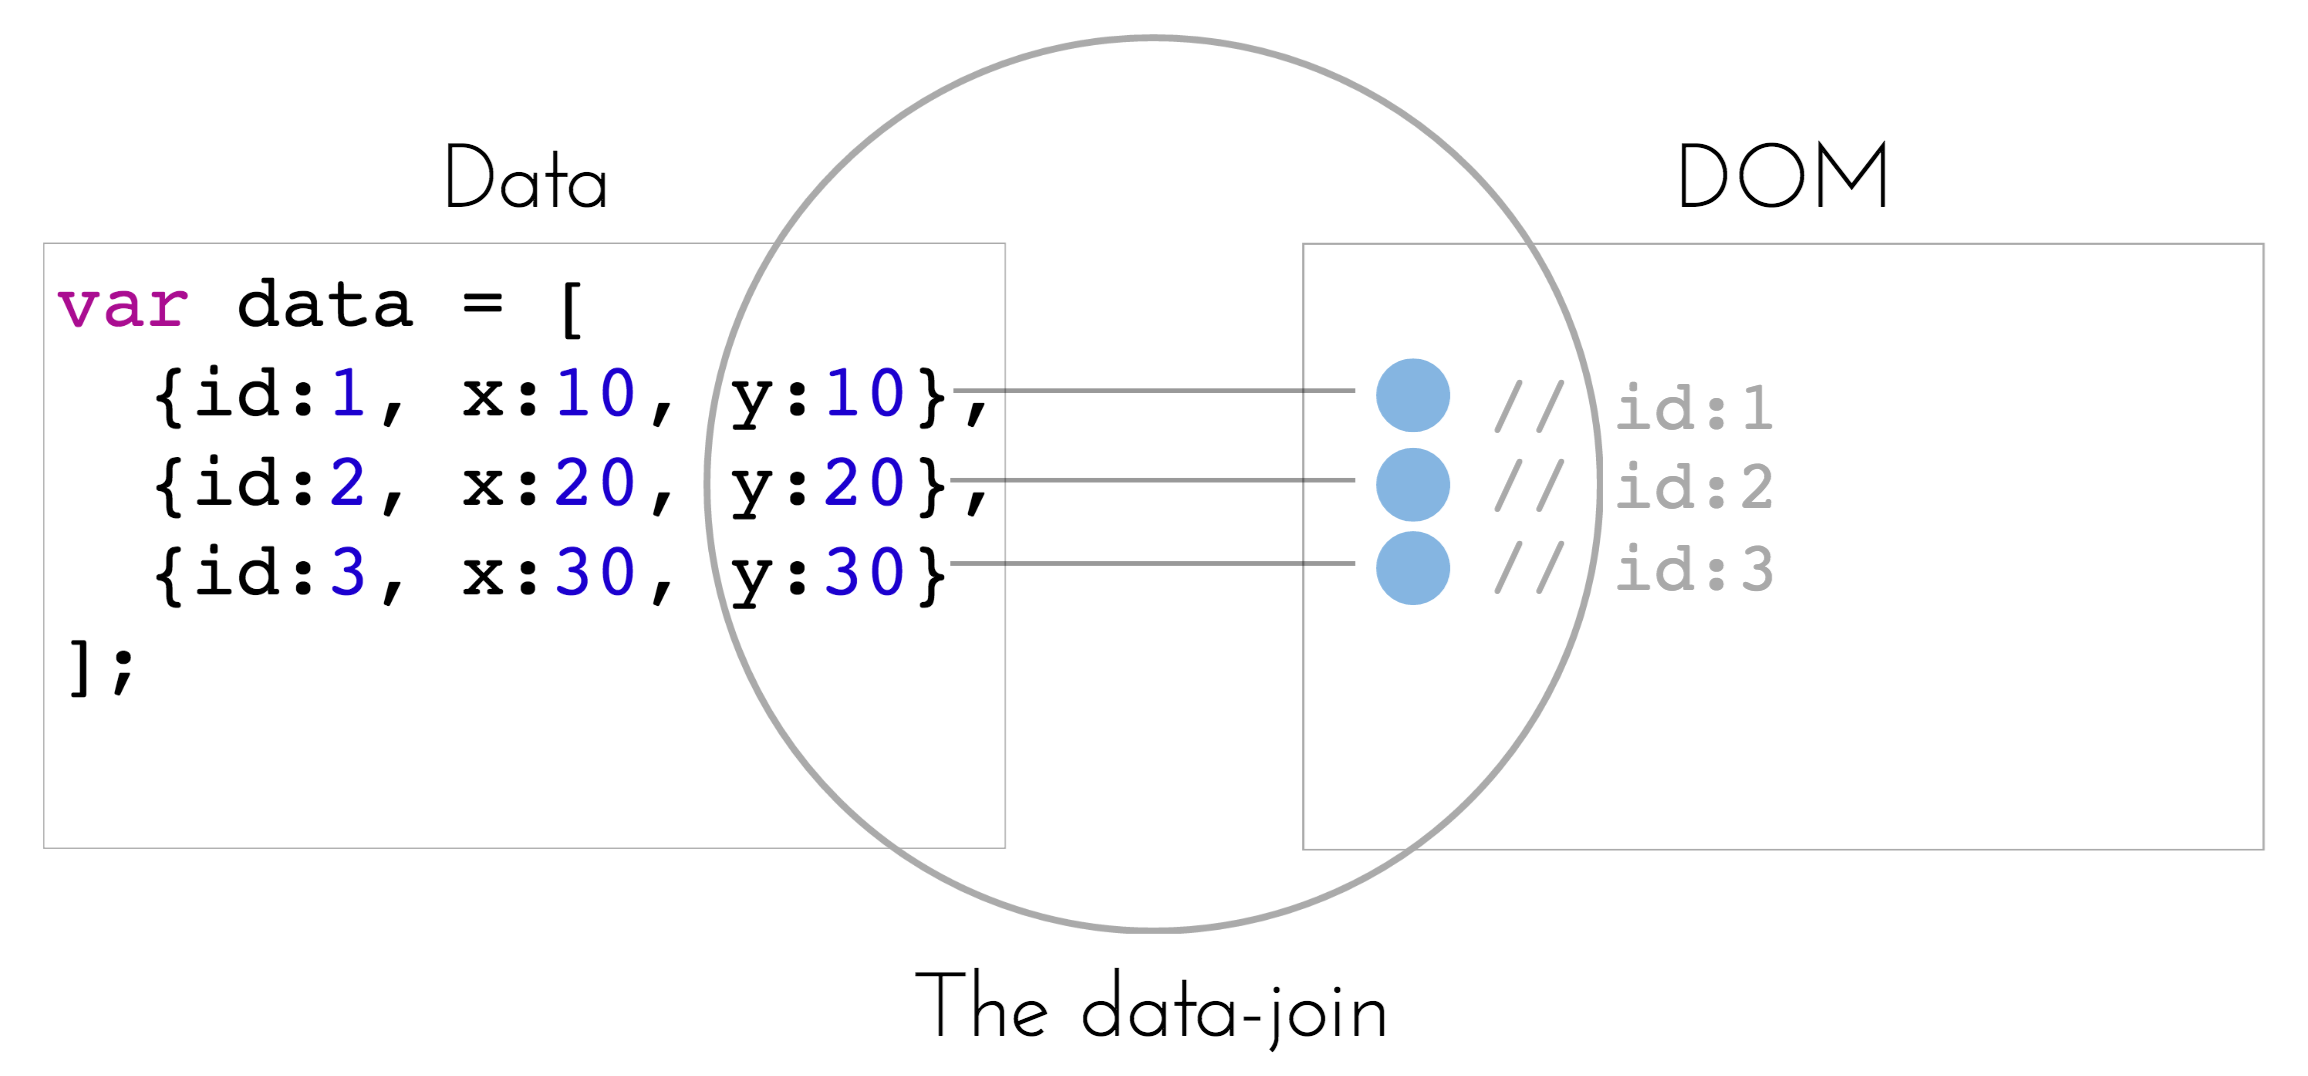 Data
DOM
var data = [
{id:1, x:10, y:10},
{id:2, x:20, y:20},
{id:3, x:30, y:30}
];
// id:1
// id:2
// id:3
The data-join